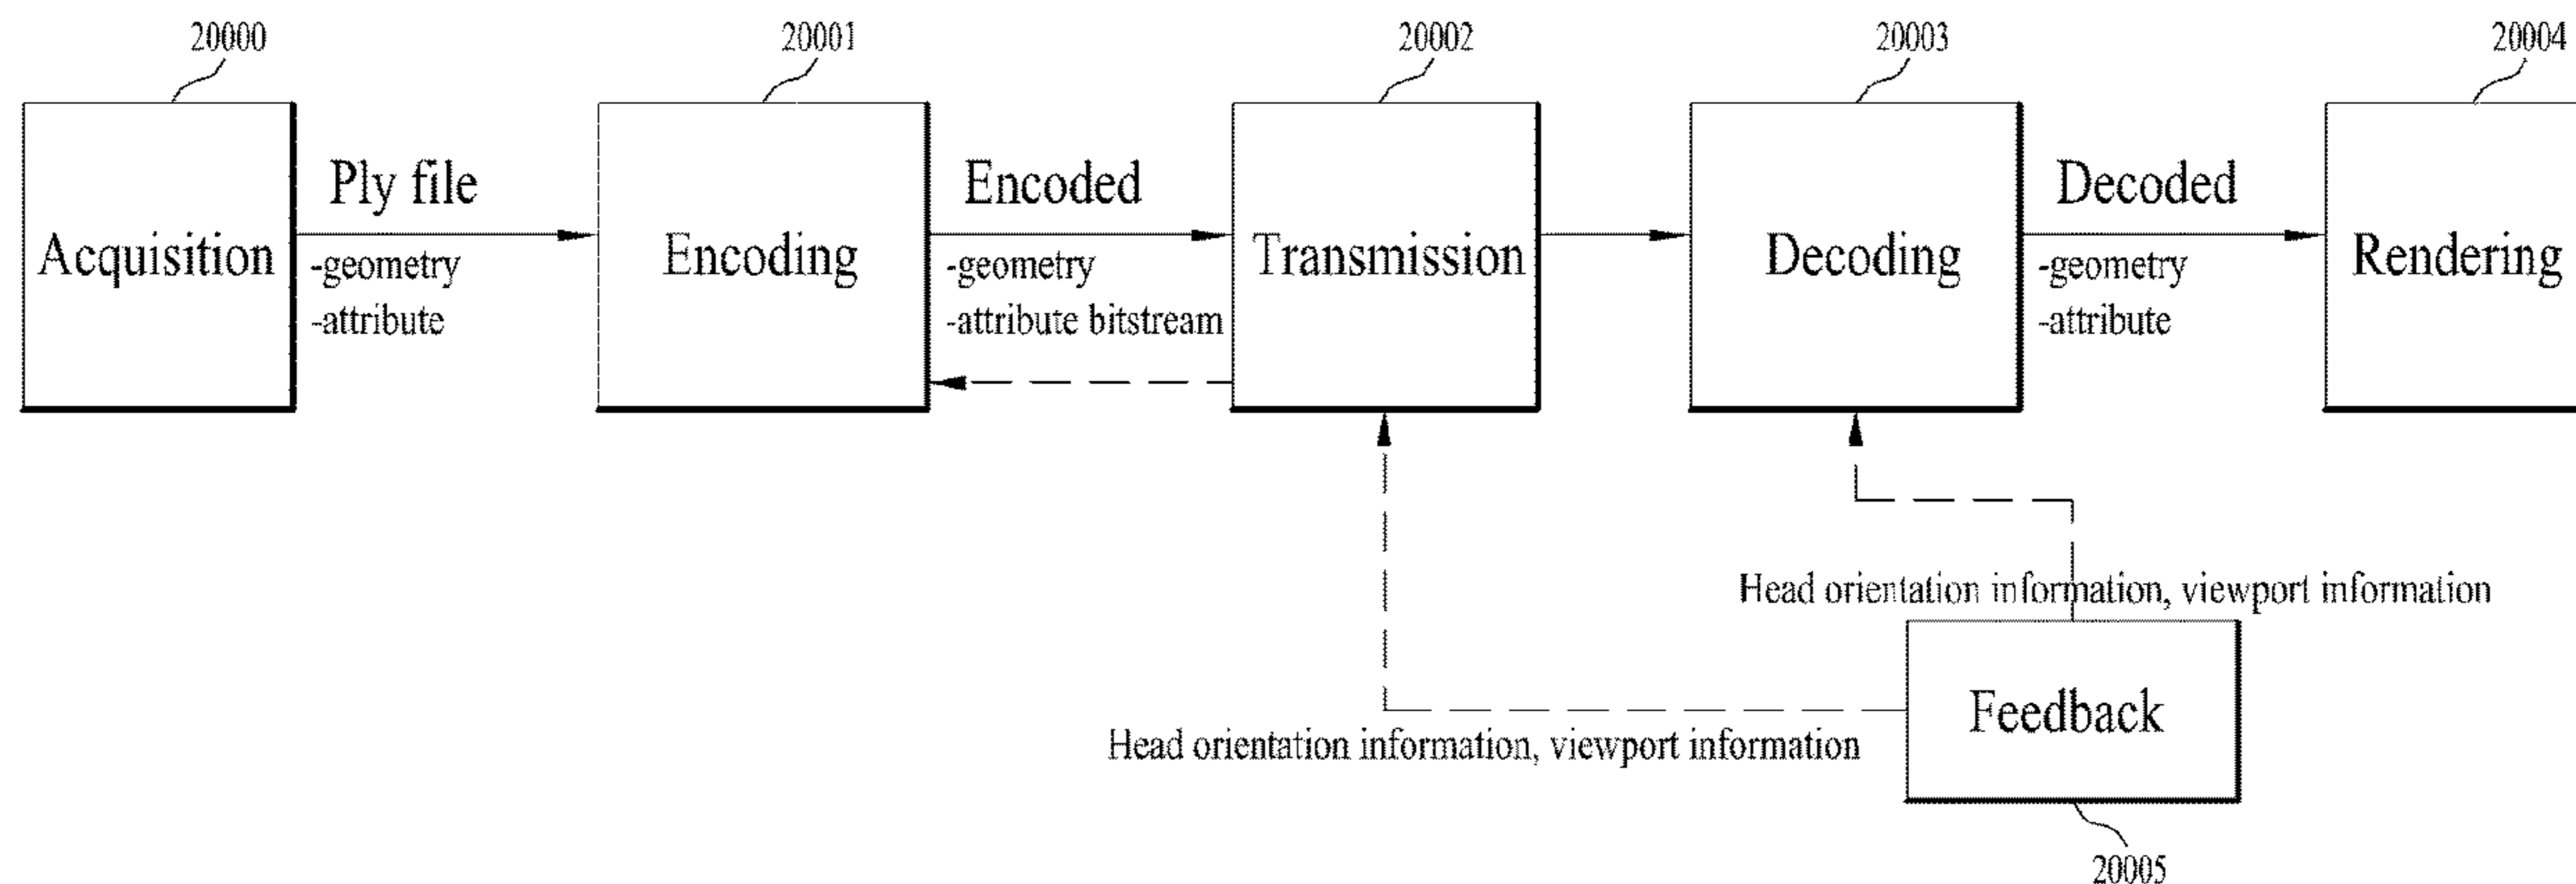 20000
20001
20002
20003
20004
Ply file
Encoded
Decoded
Acquisition
Encoding
Transmission
Decoding
Rendering
-geometry
-attribute
-geometry
-attribute bitstream
-geometry
-attribute
Head orientation information, viewport information
Feedback
Head orientation information, viewport information
20005